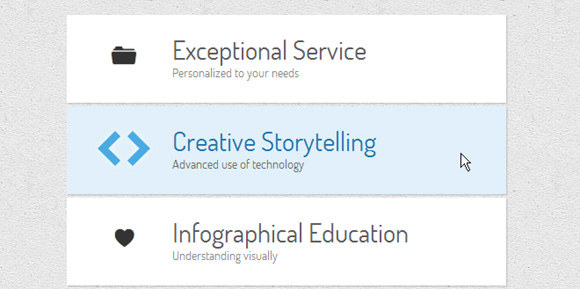 Exceptional Service
Personalized to your needs
Creative Storytelling
Advanced use of technology
Infographical Education
Understanding visually